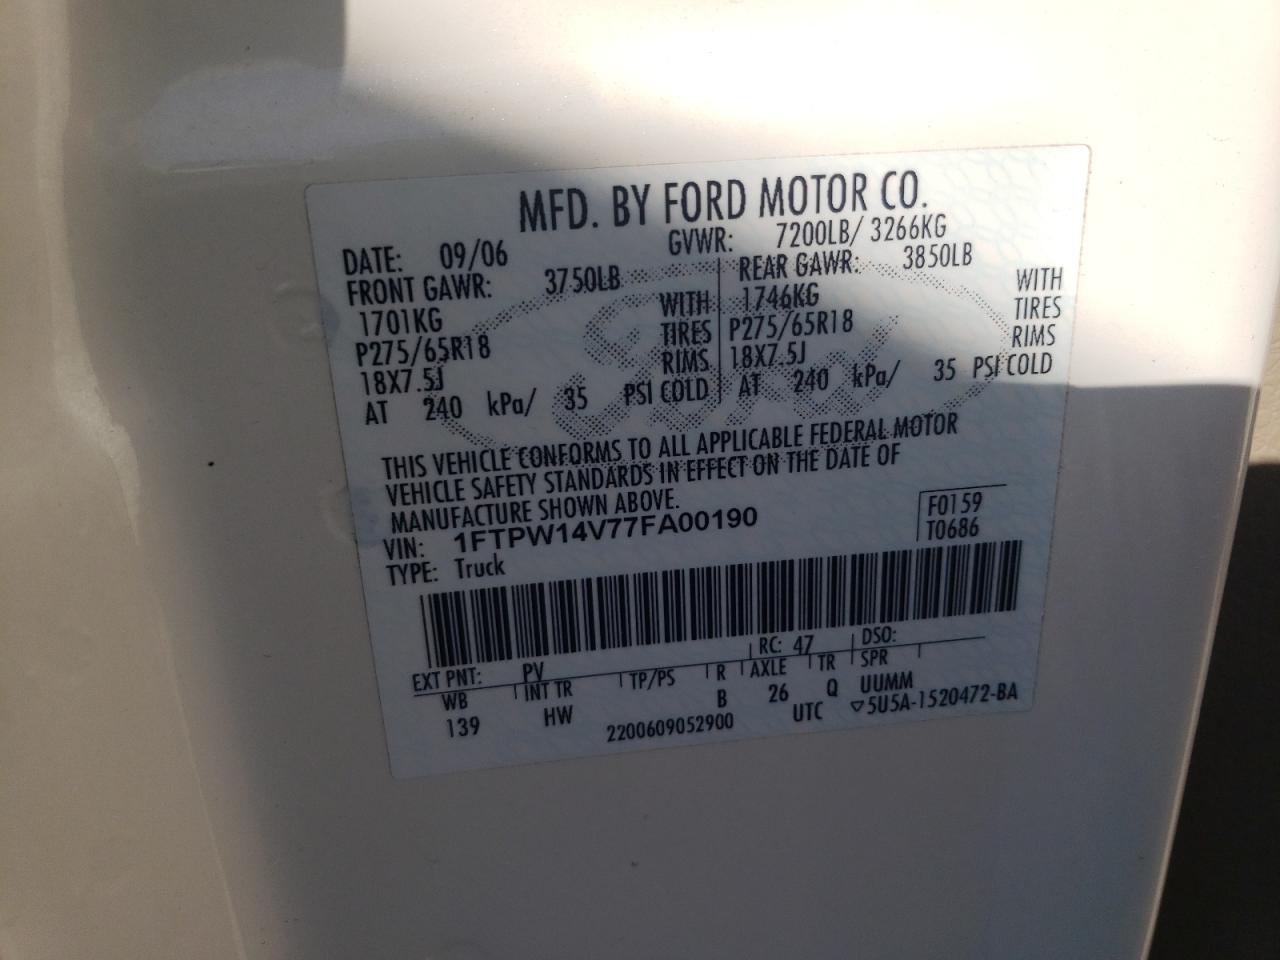 MFD. BY FORD MOTOR CO.
DATE: 09/06 GVWR: 7200LB/ 3266KG
FRONT GAWR: 3750LB REAR GAWR: 3850LB
1701KG WITH 1746KG WITH
P275/65R18 TIRES P275/65R18 TIRES
18X7.5J RIMS 18X7.5J RIMS
AT 240 kPa/ 35 PSI COLD AT 240 kPa/ 35 PSI COLD
Ford
THIS VEHICLE CONFORMS TO ALL APPLICABLE FEDERAL MOTOR
VEHICLE SAFETY STANDARDS IN EFFECT ON THE DATE OF
MANUFACTURE SHOWN ABOVE.
VIN: 1FTPW14V77FA00190 F0159
TYPE: Truck T0686
EXT PNT: PV RC: 47 DSO:
WB INT TR TP/PS R AXLE TR SPR
139 HW B 26 Q UUMM
2200609052900 UTC ▽5U5A-1520472-BA